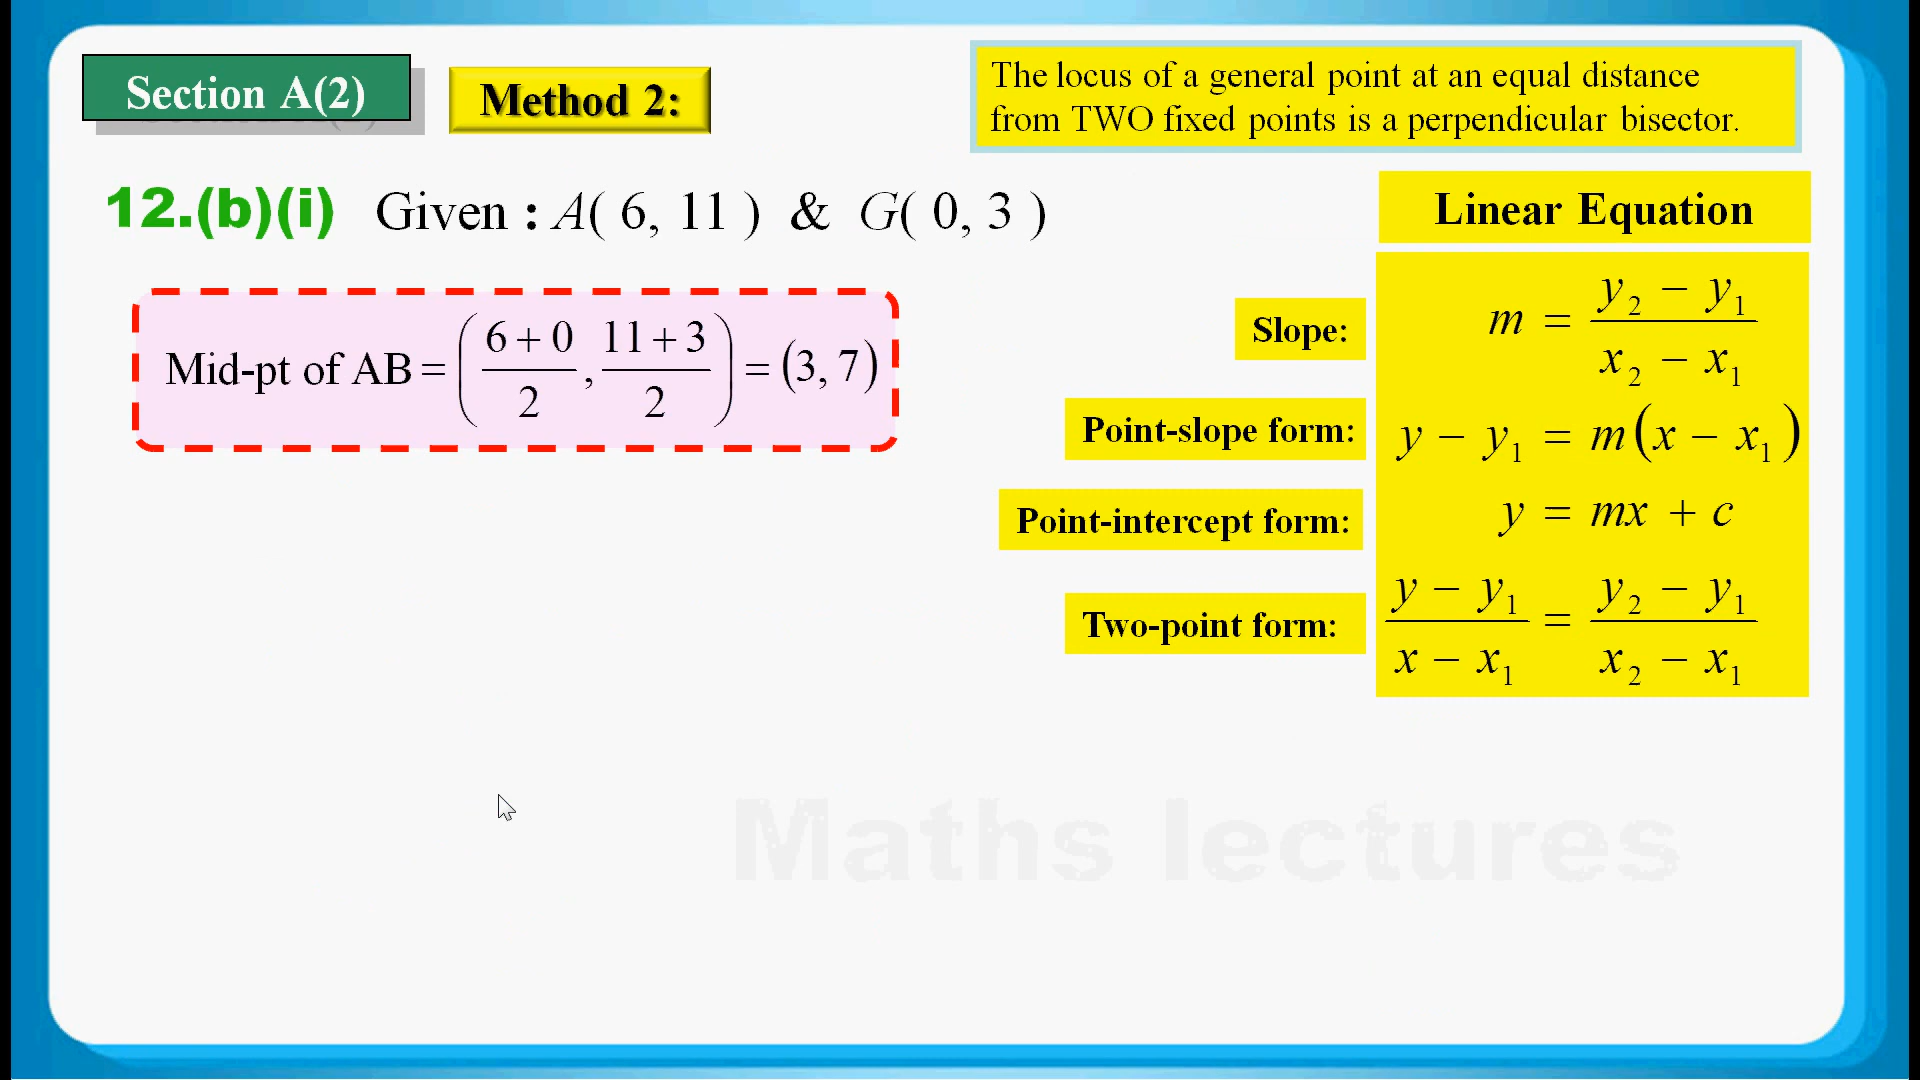 Section A(2)
Method 2:
The locus of a general point at an equal distance
from TWO fixed points is a perpendicular bisector.
12.(b)(i) Given : A( 6, 11 ) & G( 0, 3 )
Mid-pt of AB = ( (6 + 0)/2 , (11 + 3)/2 ) = (3, 7)
Linear Equation
Slope: m = (y₂ − y₁)/(x₂ − x₁)
Point-slope form: y − y₁ = m(x − x₁)
Point-intercept form: y = mx + c
Two-point form: (y − y₁)/(x − x₁) = (y₂ − y₁)/(x₂ − x₁)
Maths lectures